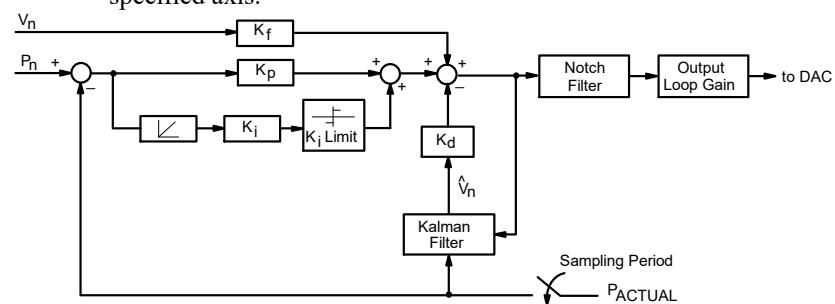 specified axis.
Vn
Kf
Pn
+
−
Kp
+
+
+
+
−
Notch
Filter
Output
Loop Gain
to DAC
Ki
Ki Limit
Kd
V̂n
Kalman
Filter
Sampling Period
PACTUAL